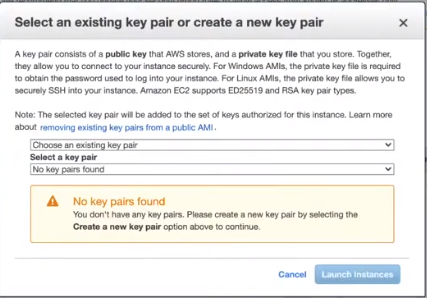 Select an existing key pair or create a new key pair
A key pair consists of a public key that AWS stores, and a private key file that you store. Together,
they allow you to connect to your instance securely. For Windows AMIs, the private key file is required
to obtain the password used to log into your instance. For Linux AMIs, the private key file allows you to
securely SSH into your instance. Amazon EC2 supports ED25519 and RSA key pair types.
Note: The selected key pair will be added to the set of keys authorized for this instance. Learn more
about removing existing key pairs from a public AMI.
Choose an existing key pair
Select a key pair
No key pairs found
No key pairs found
You don't have any key pairs. Please create a new key pair by selecting the
Create a new key pair option above to continue.
Cancel Launch Instances